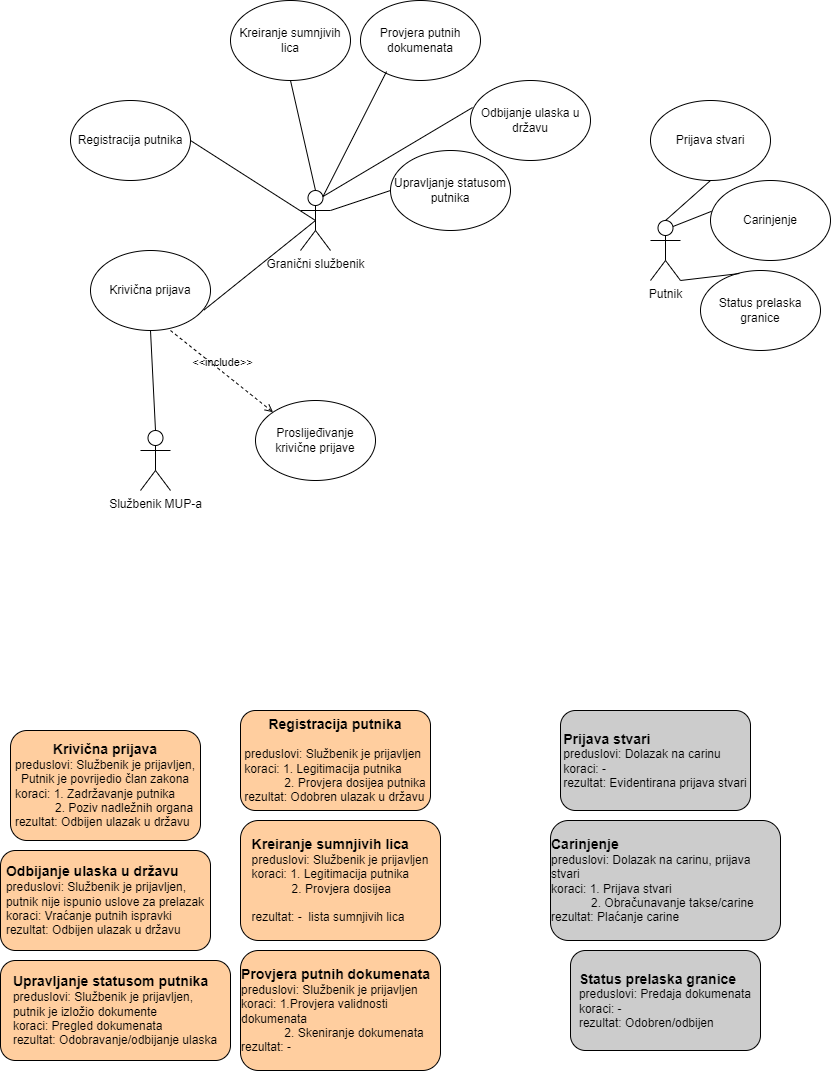 Kreiranje sumnjivih
lica
Provjera putnih
dokumenata
Odbijanje ulaska u
državu
Registracija putnika
Upravljanje statusom
putnika
Granični službenik
Prijava stvari
Carinjenje
Putnik
Status prelaska
granice
Krivična prijava
<<include>>
Proslijeđivanje
krivične prijave
Službenik MUP-a
Krivična prijava
preduslovi: Službenik je prijavljen,
Putnik je povrijedio član zakona
koraci: 1. Zadržavanje putnika
2. Poziv nadležnih organa
rezultat: Odbijen ulazak u državu
Registracija putnika
preduslovi: Službenik je prijavljen
koraci: 1. Legitimacija putnika
2. Provjera dosijea putnika
rezultat: Odobren ulazak u državu
Prijava stvari
preduslovi: Dolazak na carinu
koraci: -
rezultat: Evidentirana prijava stvari
Odbijanje ulaska u državu
preduslovi: Službenik je prijavljen,
putnik nije ispunio uslove za prelazak
koraci: Vraćanje putnih ispravki
rezultat: Odbijen ulazak u državu
Kreiranje sumnjivih lica
preduslovi: Službenik je prijavljen
koraci: 1. Legitimacija putnika
2. Provjera dosijea
rezultat: - lista sumnjivih lica
Carinjenje
preduslovi: Dolazak na carinu, prijava
stvari
koraci: 1. Prijava stvari
2. Obračunavanje takse/carine
rezultat: Plaćanje carine
Upravljanje statusom putnika
preduslovi: Službenik je prijavljen,
putnik je izložio dokumente
koraci: Pregled dokumenata
rezultat: Odobravanje/odbijanje ulaska
Provjera putnih dokumenata
preduslovi: Službenik je prijavljen
koraci: 1.Provjera validnosti
dokumenata
2. Skeniranje dokumenata
rezultat: -
Status prelaska granice
preduslovi: Predaja dokumenata
koraci: -
rezultat: Odobren/odbijen